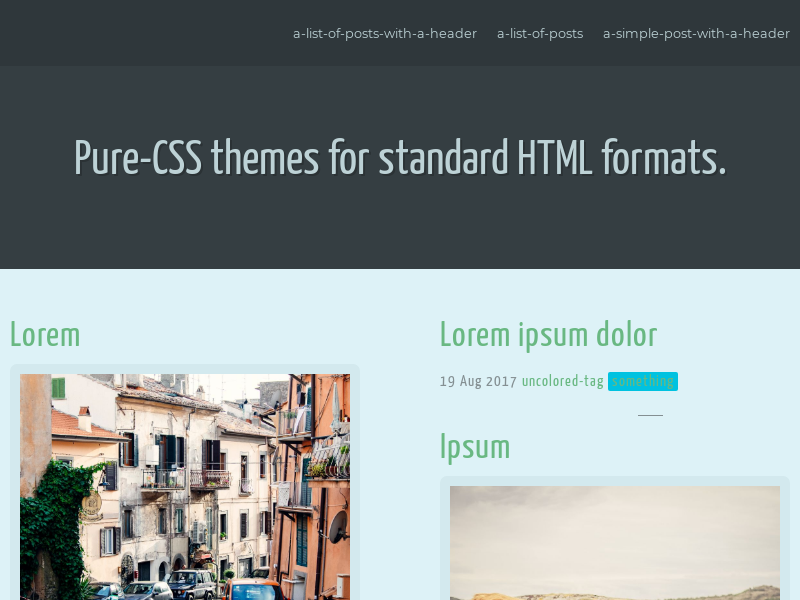 a-list-of-posts-with-a-header a-list-of-posts a-simple-post-with-a-header
Pure-CSS themes for standard HTML formats.
Lorem
Lorem ipsum dolor
19 Aug 2017 uncolored-tag something
Ipsum